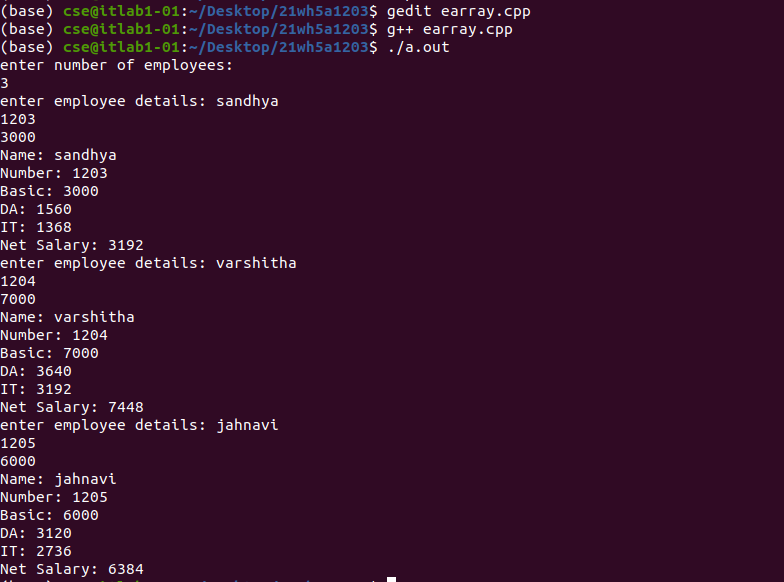 (base) cse@itlab1-01:~/Desktop/21wh5a1203$ gedit earray.cpp
(base) cse@itlab1-01:~/Desktop/21wh5a1203$ g++ earray.cpp
(base) cse@itlab1-01:~/Desktop/21wh5a1203$ ./a.out
enter number of employees:
3
enter employee details: sandhya
1203
3000
Name: sandhya
Number: 1203
Basic: 3000
DA: 1560
IT: 1368
Net Salary: 3192
enter employee details: varshitha
1204
7000
Name: varshitha
Number: 1204
Basic: 7000
DA: 3640
IT: 3192
Net Salary: 7448
enter employee details: jahnavi
1205
6000
Name: jahnavi
Number: 1205
Basic: 6000
DA: 3120
IT: 2736
Net Salary: 6384